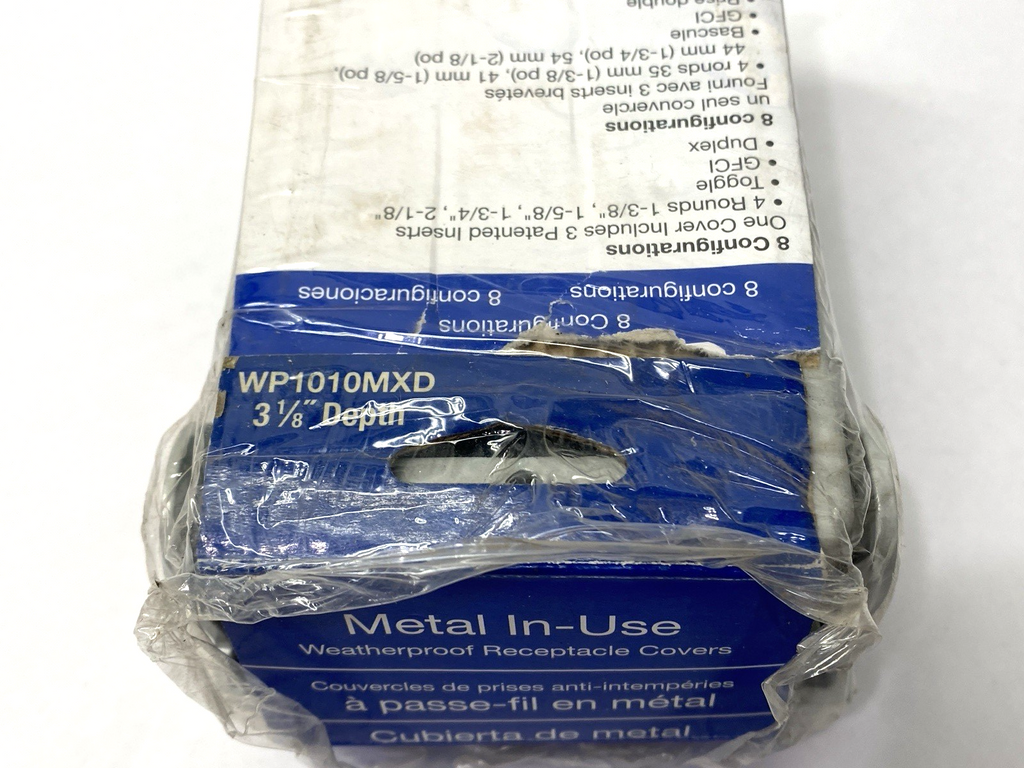 WP1010MXD
3 1/8" Depth
Metal In-Use
Weatherproof Receptacle Covers
Couvercles de prises anti-intempéries
à passe-fil en métal
Cubierta de metal
8 Configurations
8 configurations 8 configuraciones
8 Configurations
One Cover Includes 3 Patented Inserts
• 4 Rounds 1-3/8", 1-5/8", 1-3/4", 2-1/8"
• Toggle
• GFCI
• Duplex
8 configurations
un seul couvercle
Fourni avec 3 inserts brevetés
• 4 ronds 35 mm (1-3/8 po), 41 mm (1-5/8 po),
44 mm (1-3/4 po), 54 mm (2-1/8 po)
• Bascule
• GFCI
• Prise double